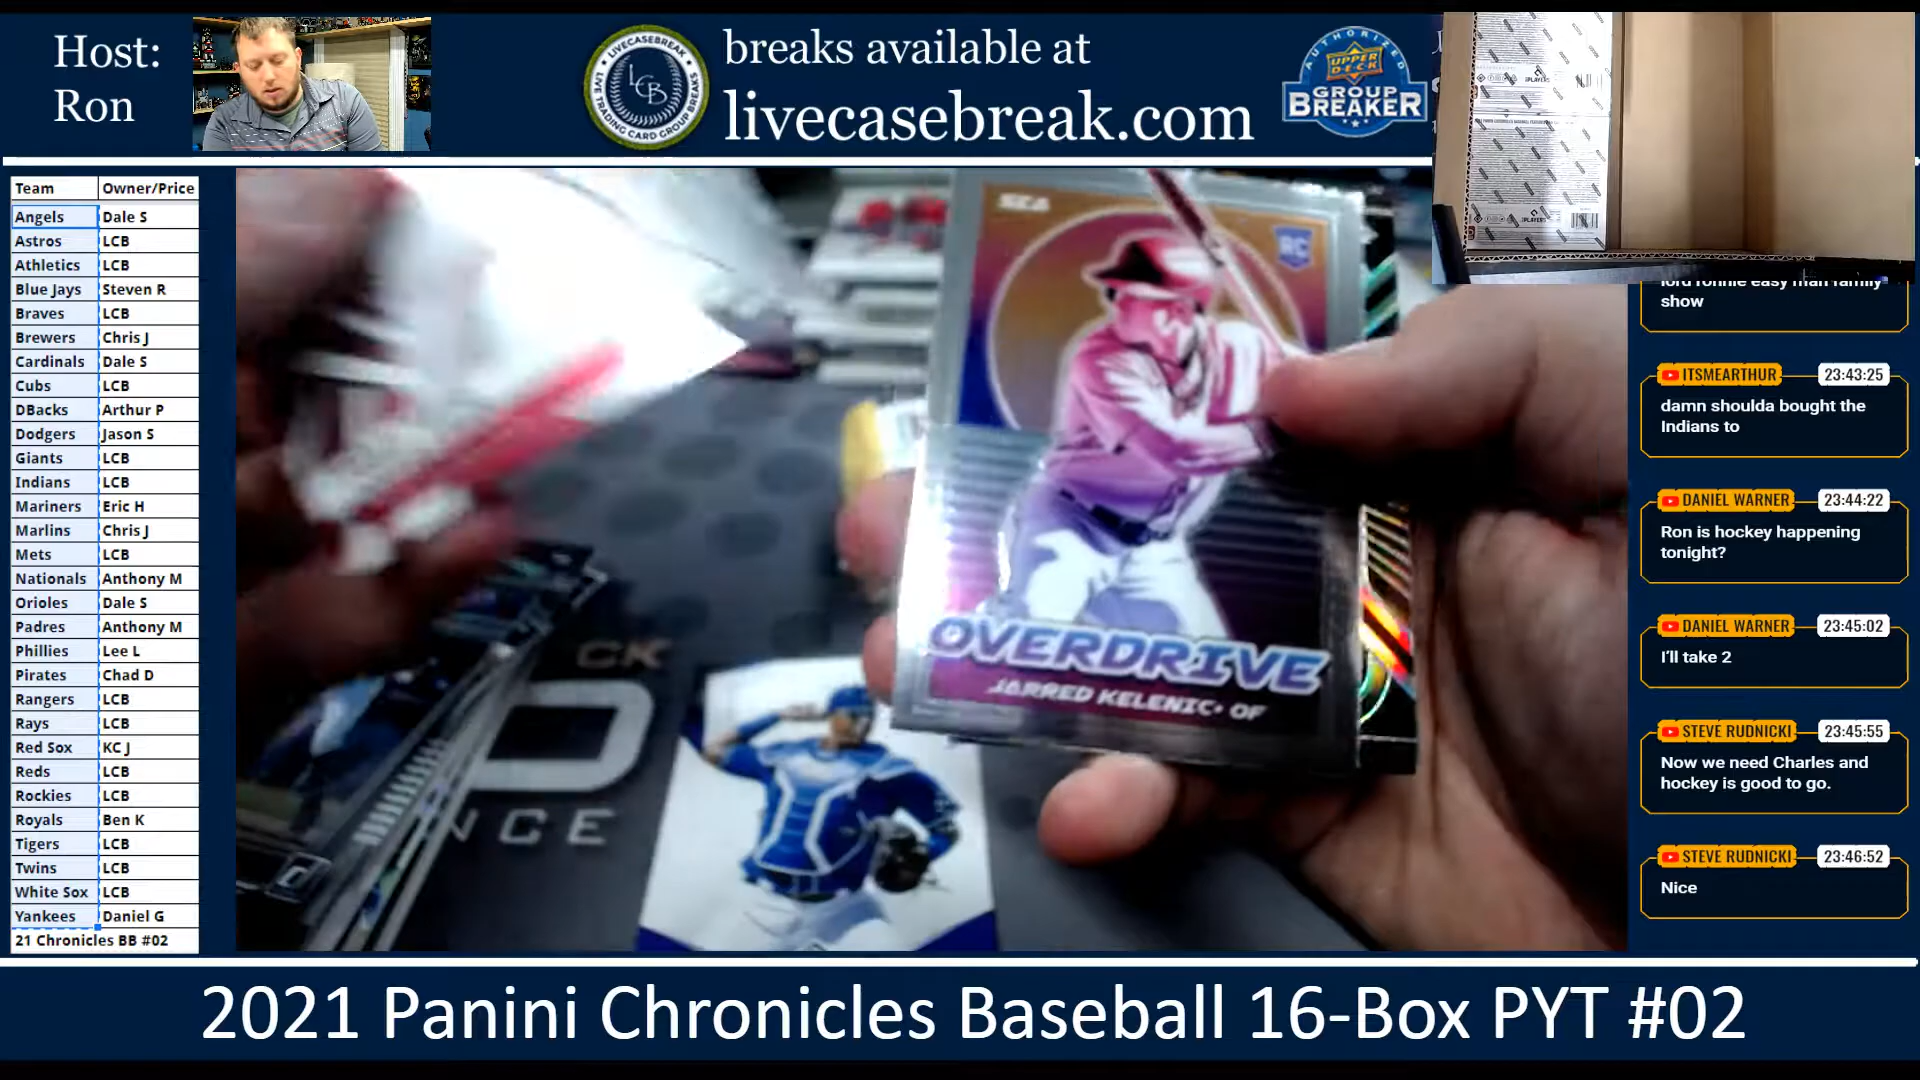 Host:
Ron
LIVECASEBREAK
LCB
LIVE TRADING CARD GROUP BREAKS
breaks available at
livecasebreak.com
AUTHORIZED
UPPER DECK
GROUP
BREAKER
Team Owner/Price
Angels Dale S
Astros LCB
Athletics LCB
Blue Jays Steven R
Braves LCB
Brewers Chris J
Cardinals Dale S
Cubs LCB
DBacks Arthur P
Dodgers Jason S
Giants LCB
Indians LCB
Mariners Eric H
Marlins Chris J
Mets LCB
Nationals Anthony M
Orioles Dale S
Padres Anthony M
Phillies Lee L
Pirates Chad D
Rangers LCB
Rays LCB
Red Sox KC J
Reds LCB
Rockies LCB
Royals Ben K
Tigers LCB
Twins LCB
White Sox LCB
Yankees Daniel G
21 Chronicles BB #02
SEA
RC
OVERDRIVE
JARRED KELENIC • OF
CK
NCE
lord ronnie easy man family
show
ITSMEARTHUR 23:43:25
damn shoulda bought the
Indians to
DANIEL WARNER 23:44:22
Ron is hockey happening
tonight?
DANIEL WARNER 23:45:02
I'll take 2
STEVE RUDNICKI 23:45:55
Now we need Charles and
hockey is good to go.
STEVE RUDNICKI 23:46:52
Nice
2021 Panini Chronicles Baseball 16-Box PYT #02